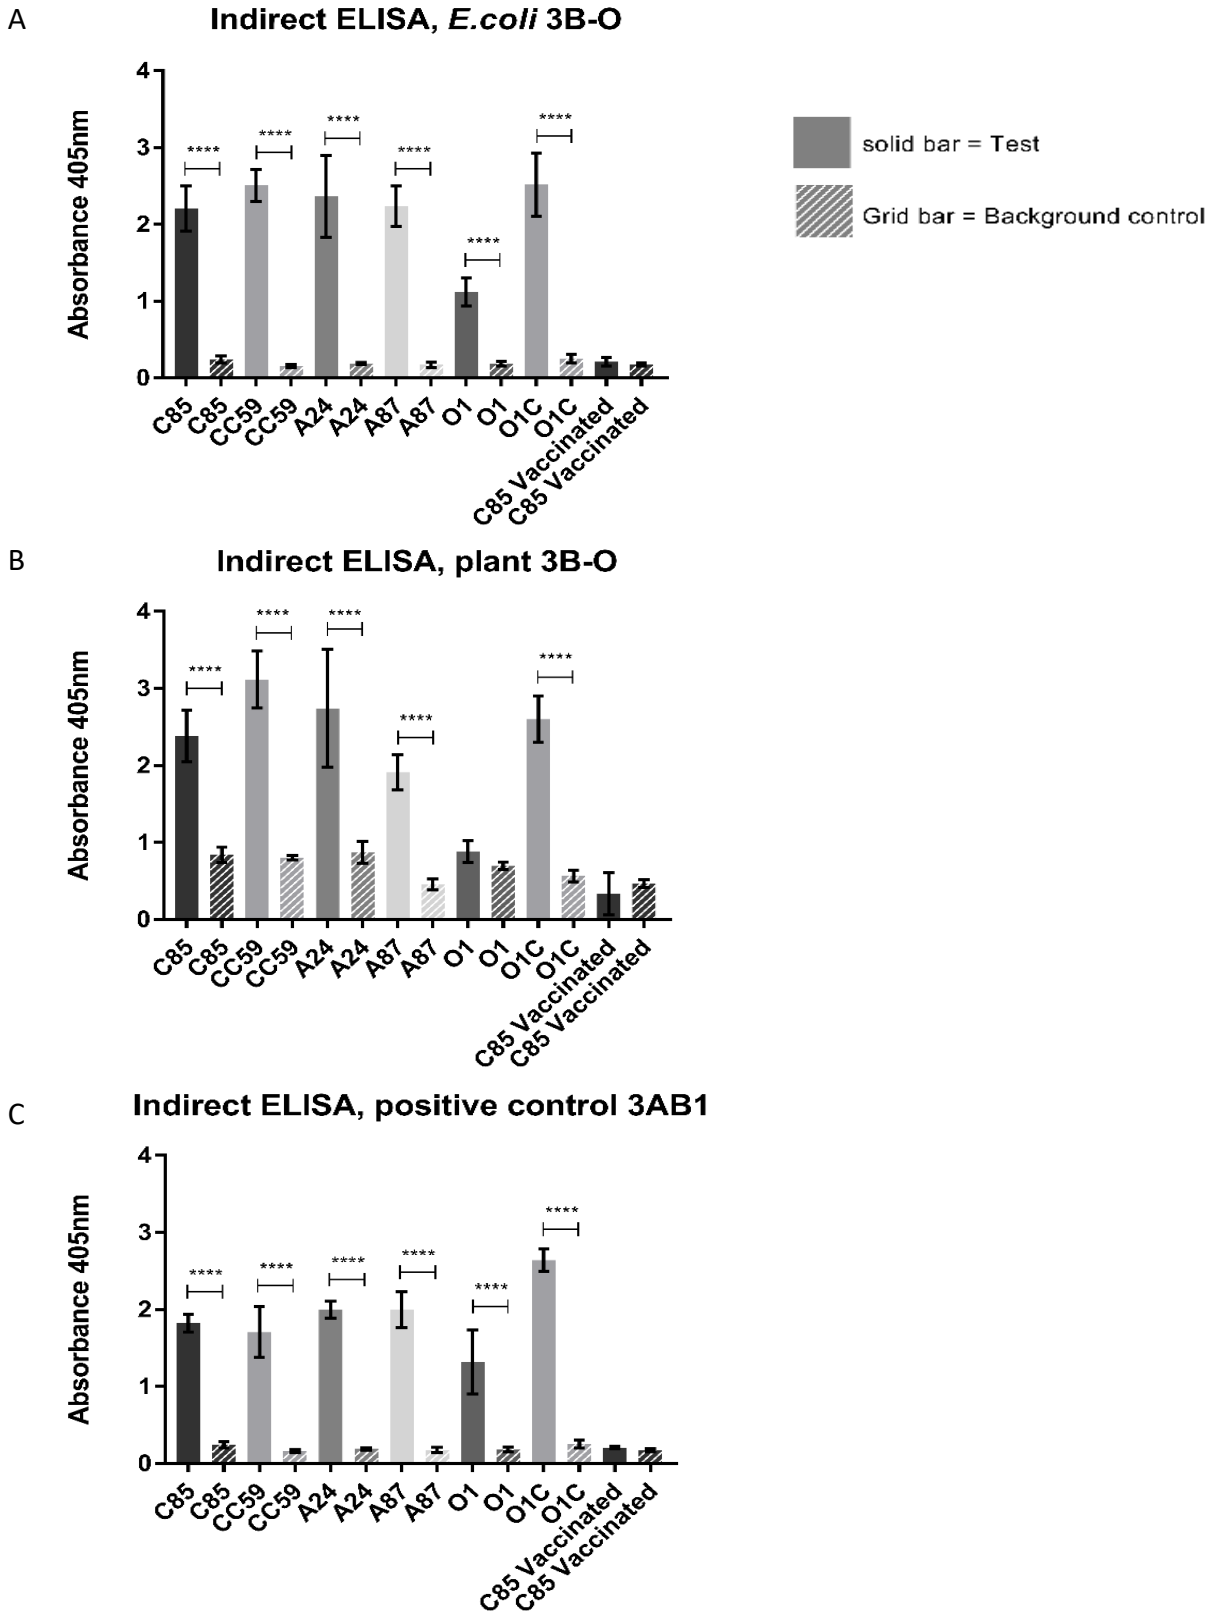 A
Indirect ELISA, E.coli 3B-O
Absorbance 405nm
4
3
2
1
0
****
****
****
****
****
****
C85
C85
CC59
CC59
A24
A24
A87
A87
O1
O1
O1C
O1C
C85 Vaccinated
C85 Vaccinated
solid bar = Test
Grid bar = Background control
B
Indirect ELISA, plant 3B-O
Absorbance 405nm
4
3
2
1
0
****
****
****
****
****
C85
C85
CC59
CC59
A24
A24
A87
A87
O1
O1
O1C
O1C
C85 Vaccinated
C85 Vaccinated
C
Indirect ELISA, positive control 3AB1
Absorbance 405nm
4
3
2
1
0
****
****
****
****
****
****
C85
C85
CC59
CC59
A24
A24
A87
A87
O1
O1
O1C
O1C
C85 Vaccinated
C85 Vaccinated